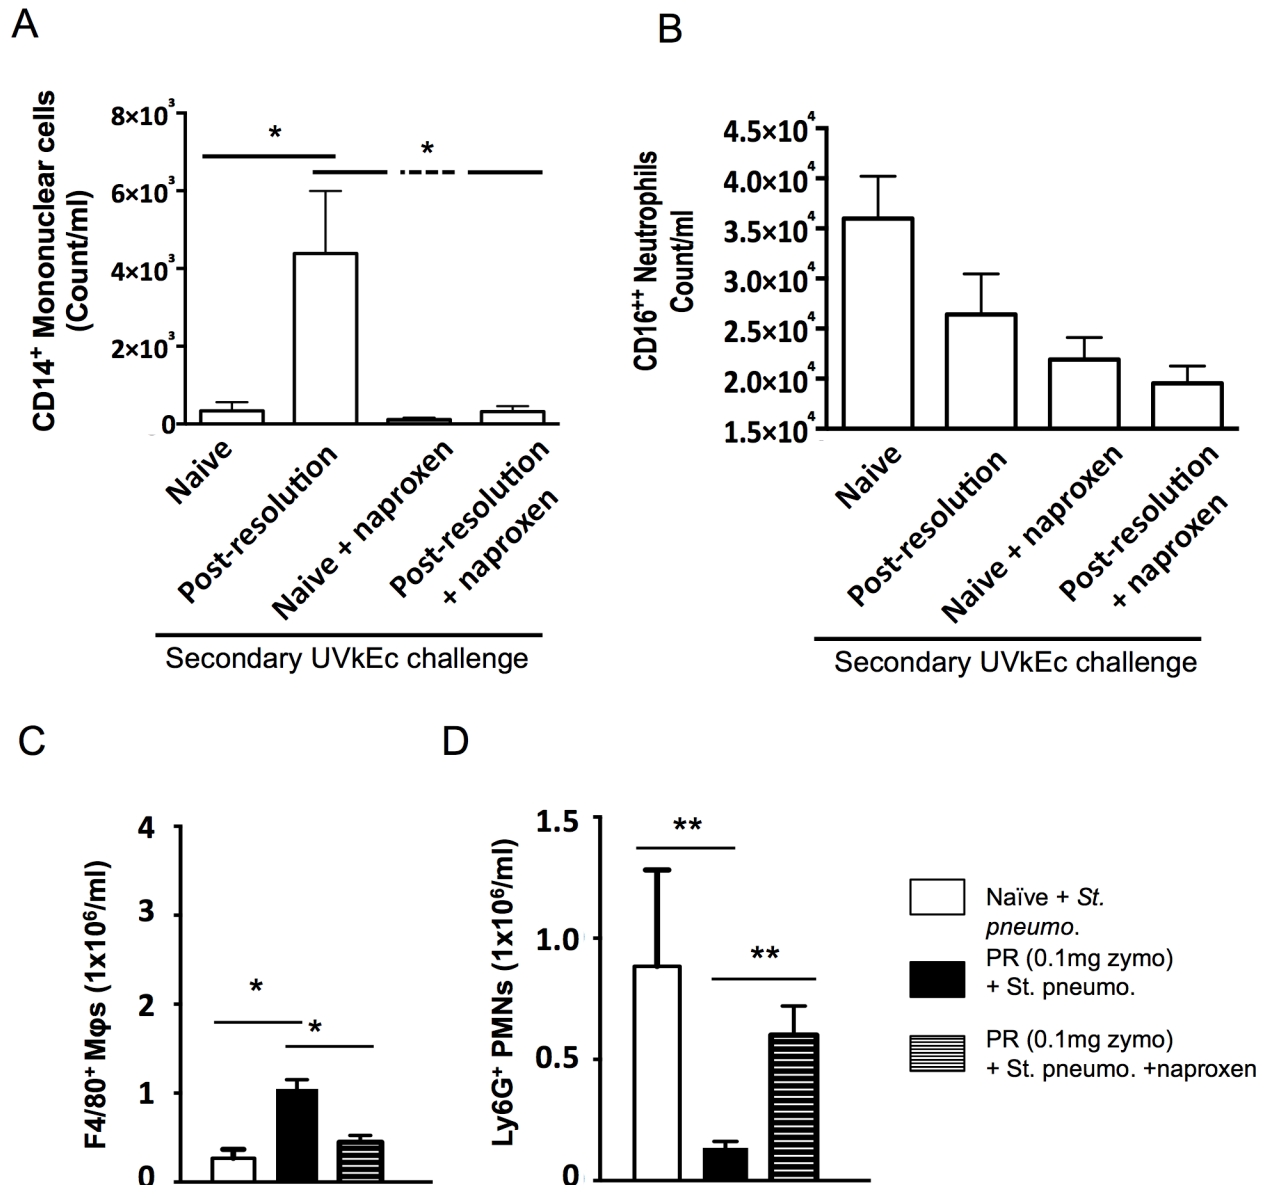 A
B
CD14+ Mononuclear cells
(Count/ml)
8×10³
6×10³
4×10³
2×10³
0
*
*
Naive
Post-resolution
Naive + naproxen
Post-resolution
+ naproxen
Secondary UVkEc challenge
CD16++ Neutrophils
Count/ml
4.5×10⁴
4.0×10⁴
3.5×10⁴
3.0×10⁴
2.5×10⁴
2.0×10⁴
1.5×10⁴
Naive
Post-resolution
Naive + naproxen
Post-resolution
+ naproxen
Secondary UVkEc challenge
C
D
F4/80+ Mφs (1x10⁶/ml)
4
3
2
1
0
*
*
Ly6G+ PMNs (1x10⁶/ml)
1.5
1.0
0.5
0
**
**
Naïve + St.
pneumo.
PR (0.1mg zymo)
+ St. pneumo.
PR (0.1mg zymo)
+ St. pneumo. +naproxen